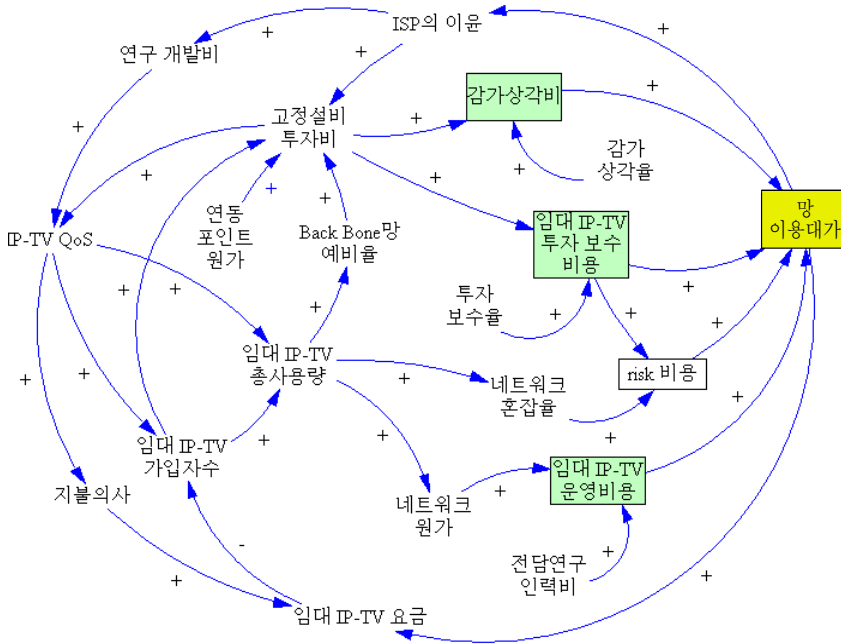 ISP의 이윤
+
+
+
연구 개발비
+
감가상각비
고정설비
투자비
+
+
+
감가
상각율
+
+
+
연동
포인트
원가
+
Back Bone망
예비율
임대 IP-TV
투자 보수
비용
망
이용대가
IP-TV QoS
+
+
+
+
투자
보수율
+
+
+
임대 IP-TV
총사용량
risk 비용
+
+
+
네트워크
혼잡율
임대 IP-TV
가입자수
+
+
+
임대 IP-TV
운영비용
지불의사
네트워크
원가
+
-
전담연구
인력비
+
+
+
임대 IP-TV 요금